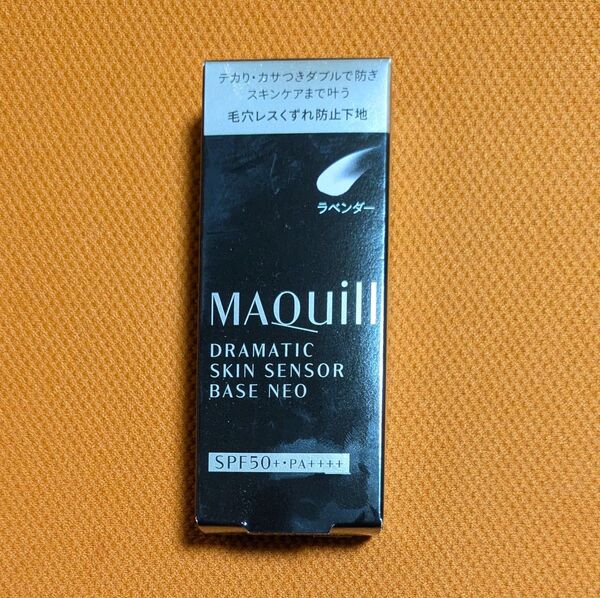 テカリ・カサつきダブルで防ぎ
スキンケアまで叶う
毛穴レスくずれ防止下地
ラベンダー
MAQuill
DRAMATIC
SKIN SENSOR
BASE NEO
SPF50+・PA++++